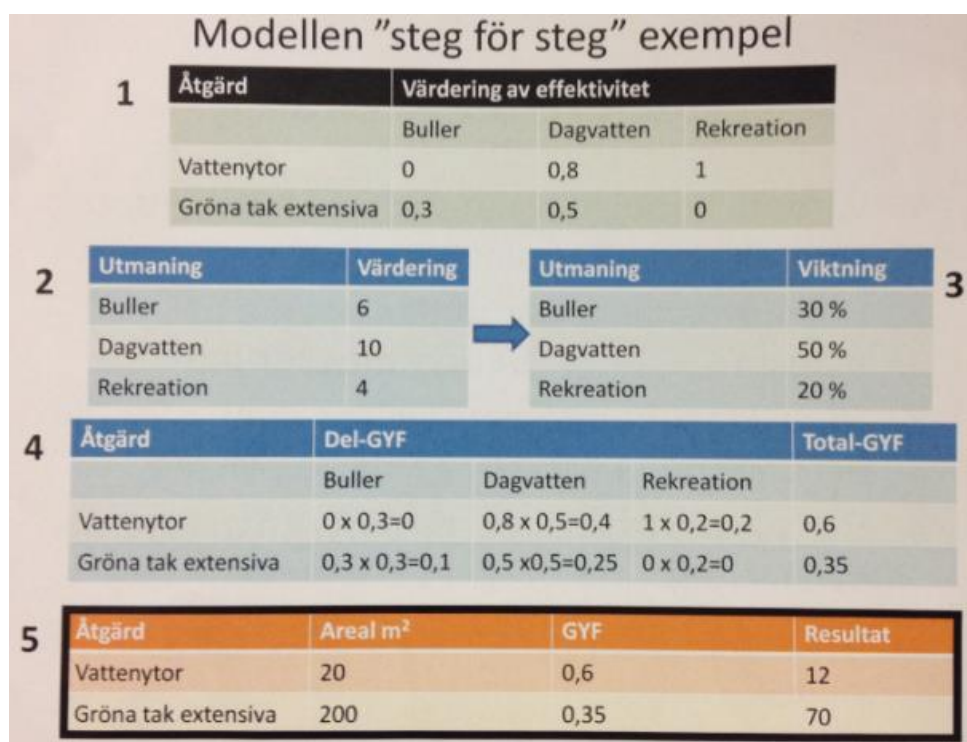 Modellen ”steg för steg” exempel
1
Åtgärd Värdering av effektivitet
Buller Dagvatten Rekreation
Vattenytor 0 0,8 1
Gröna tak extensiva 0,3 0,5 0
2
Utmaning Värdering
Buller 6
Dagvatten 10
Rekreation 4
3
Utmaning Viktning
Buller 30 %
Dagvatten 50 %
Rekreation 20 %
4
Åtgärd Del-GYF Total-GYF
Buller Dagvatten Rekreation
Vattenytor 0 x 0,3=0 0,8 x 0,5=0,4 1 x 0,2=0,2 0,6
Gröna tak extensiva 0,3 x 0,3=0,1 0,5 x0,5=0,25 0 x 0,2=0 0,35
5
Åtgärd Areal m² GYF Resultat
Vattenytor 20 0,6 12
Gröna tak extensiva 200 0,35 70